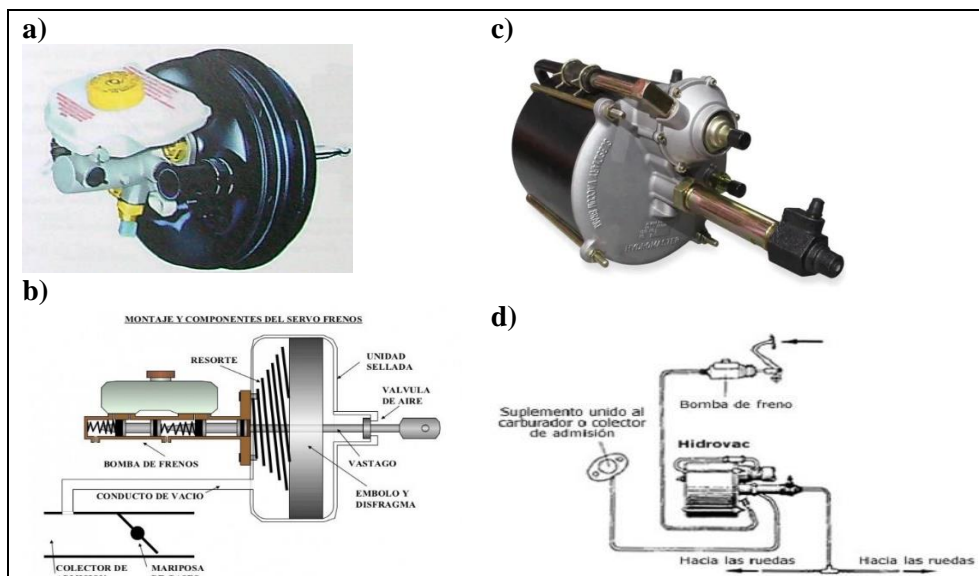 a)
c)
b)
MONTAJE Y COMPONENTES DEL SERVO FRENOS
RESORTE
UNIDAD
SELLADA
VALVULA
DE AIRE
BOMBA DE FRENOS
VASTAGO
CONDUCTO DE VACIO
EMBOLO Y
DISFRAGMA
COLECTOR DE
MARIPOSA
d)
Bomba de freno
Suplemento unido al
carburador o colector
de admisión
Hidrovac
Hacia las ruedas
Hacia las ruedas
HYDROMASTER